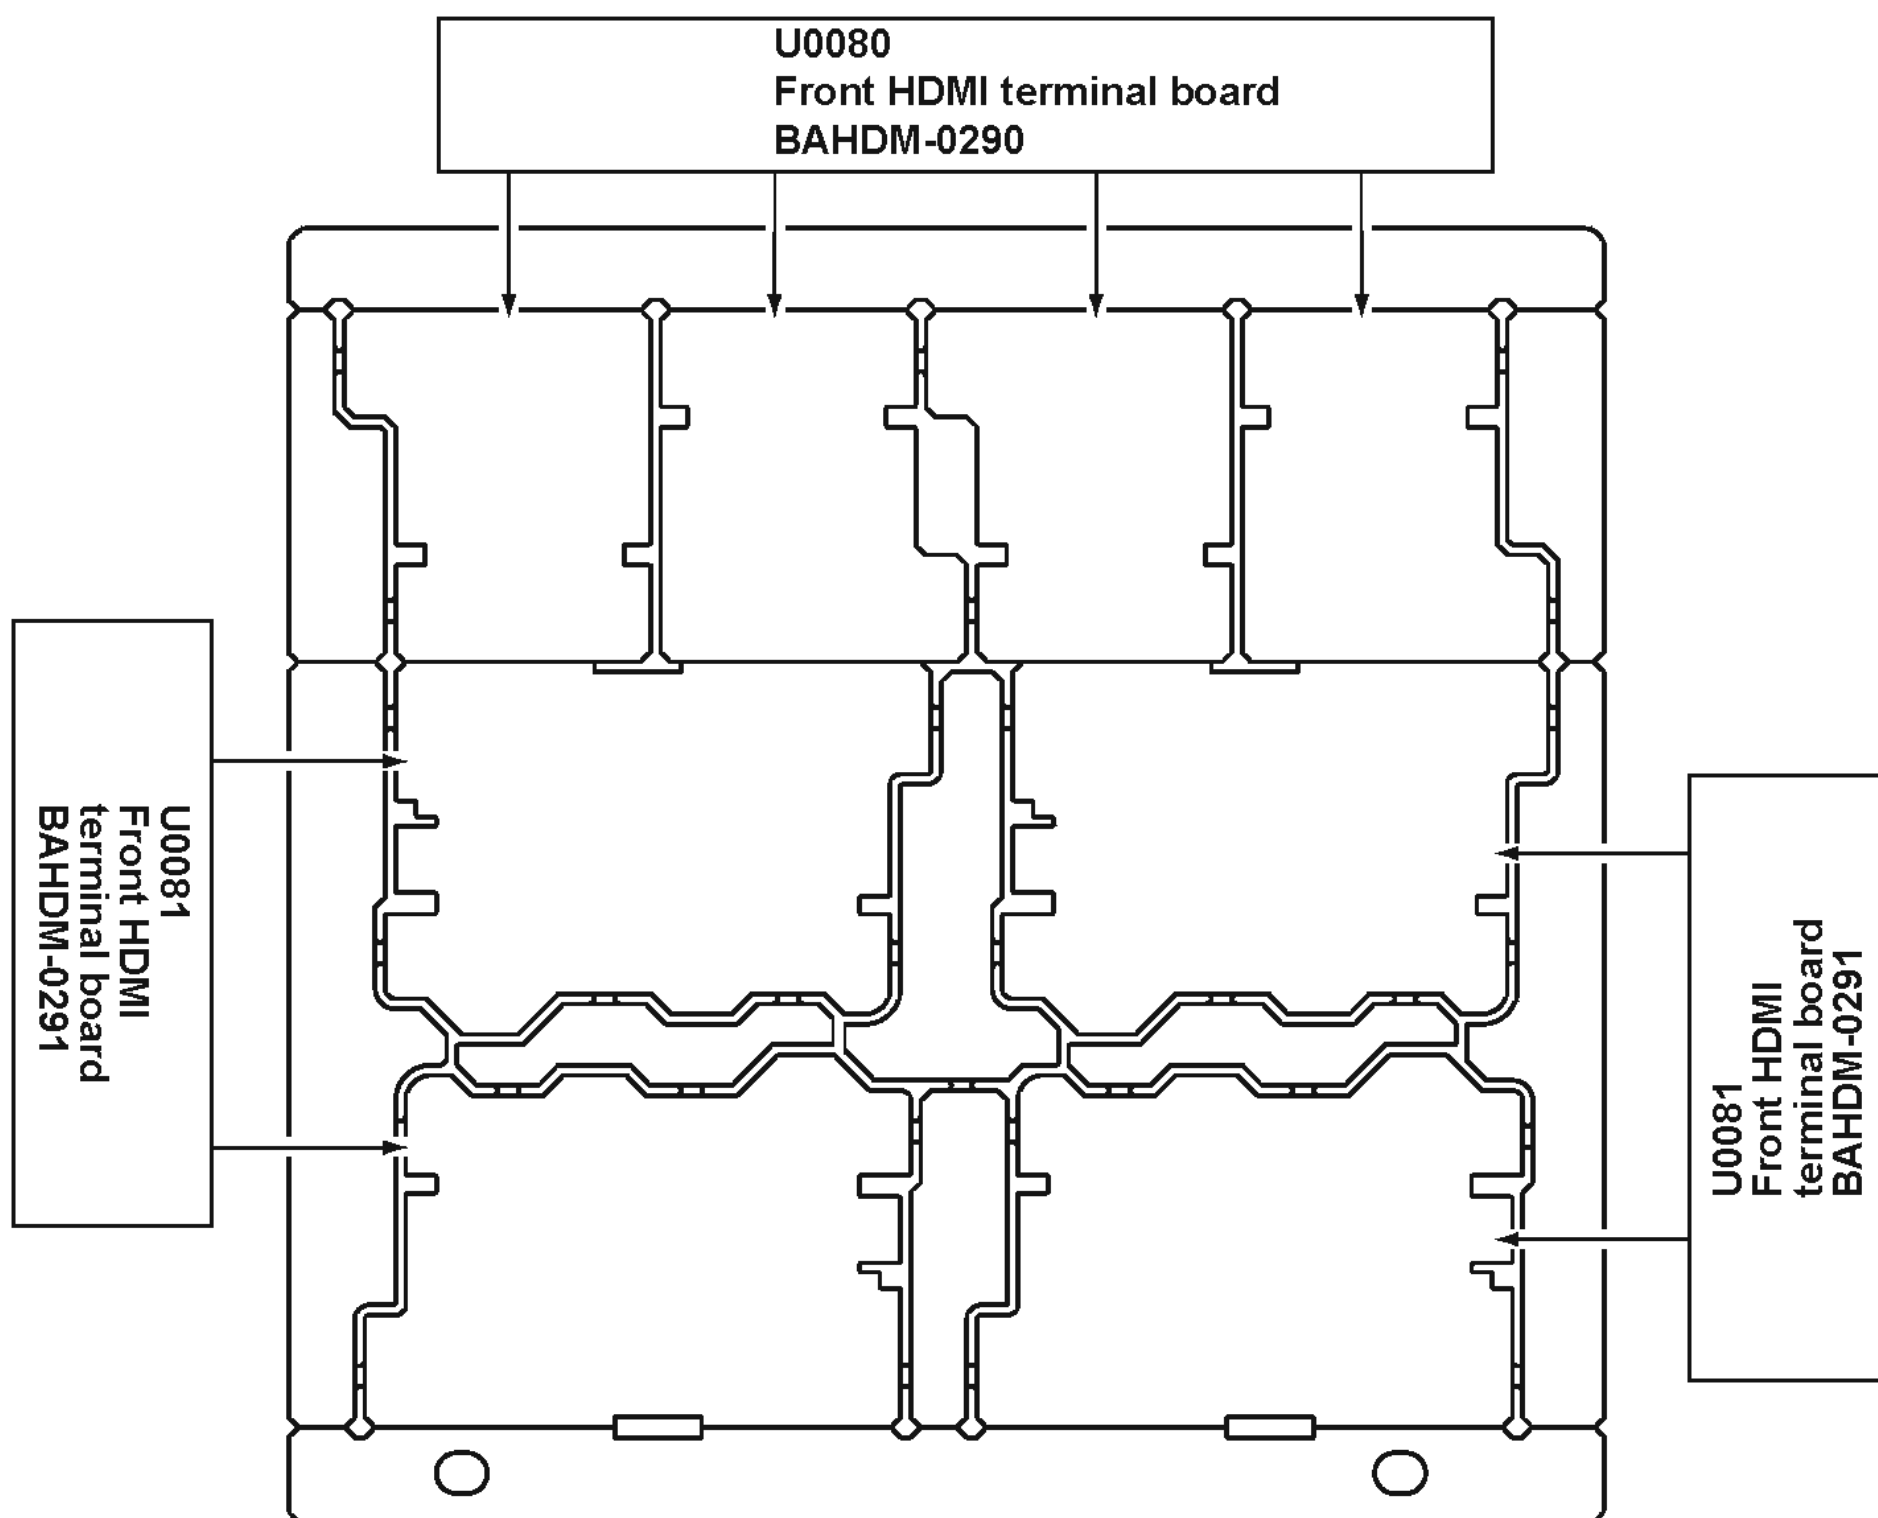 U0080
Front HDMI terminal board
BAHDM-0290
U0081
Front HDMI
terminal board
BAHDM-0291
U0081
Front HDMI
terminal board
BAHDM-0291